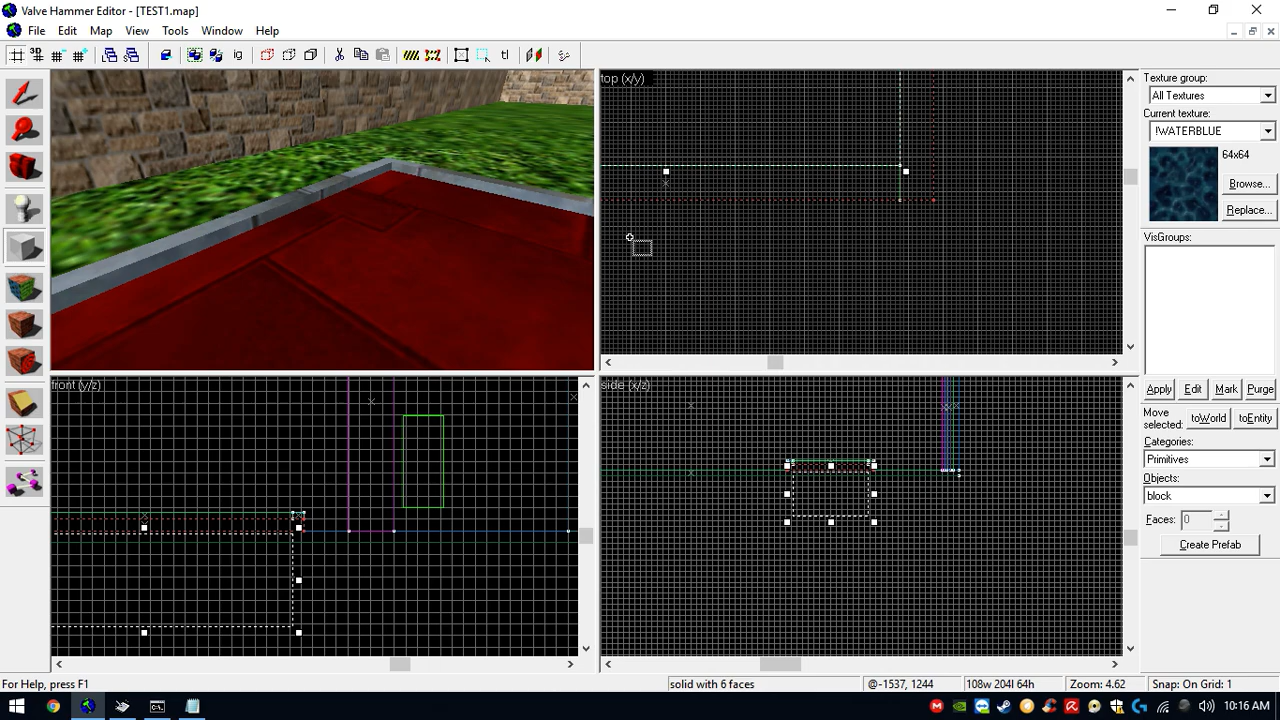 Valve Hammer Editor - [TEST1.map]
File Edit Map View Tools Window Help
3D ig tl
top (x/y)
front (y/z)
side (x/z)
Texture group:
All Textures
Current texture:
!WATERBLUE
64x64
Browse...
Replace...
VisGroups:
Apply Edit Mark Purge
Move selected: toWorld toEntity
Categories:
Primitives
Objects:
block
Faces: 0
Create Prefab
For Help, press F1 solid with 6 faces @-1537, 1244 108w 204l 64h Zoom: 4.62 Snap: On Grid: 1
10:16 AM